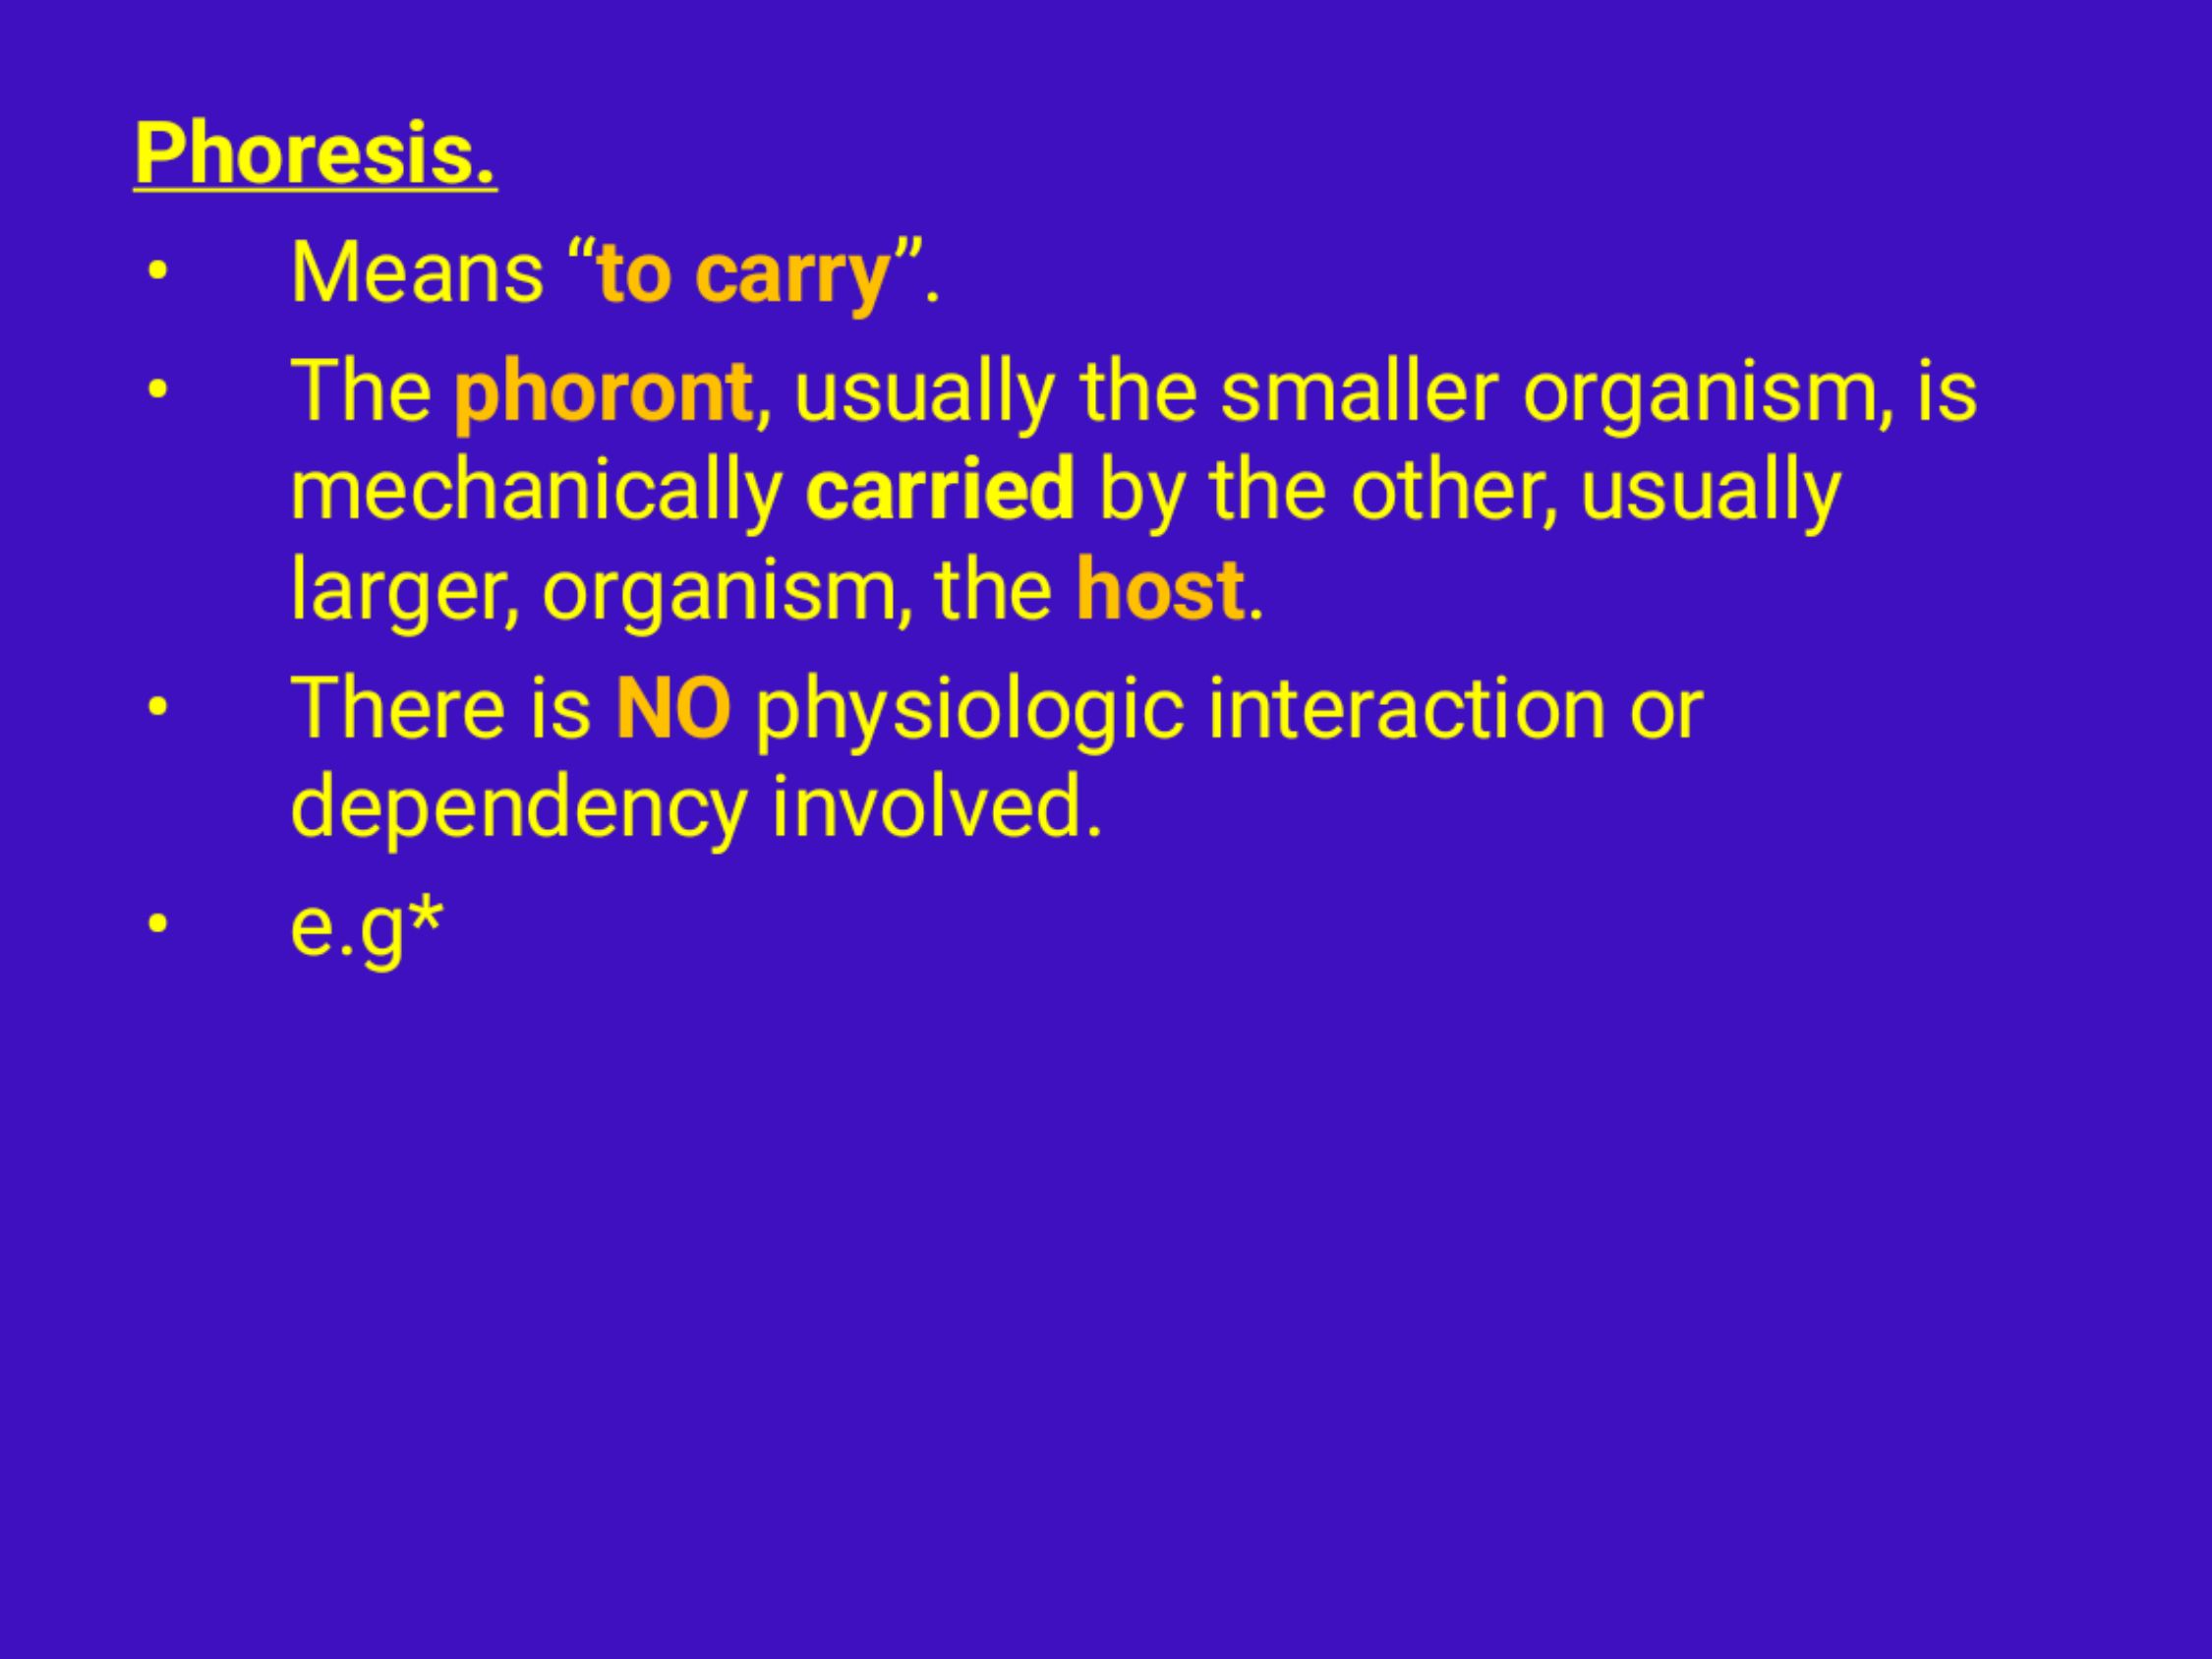 Phoresis.
• Means “to carry”.
• The phoront, usually the smaller organism, is
mechanically carried by the other, usually
larger, organism, the host.
• There is NO physiologic interaction or
dependency involved.
• e.g*